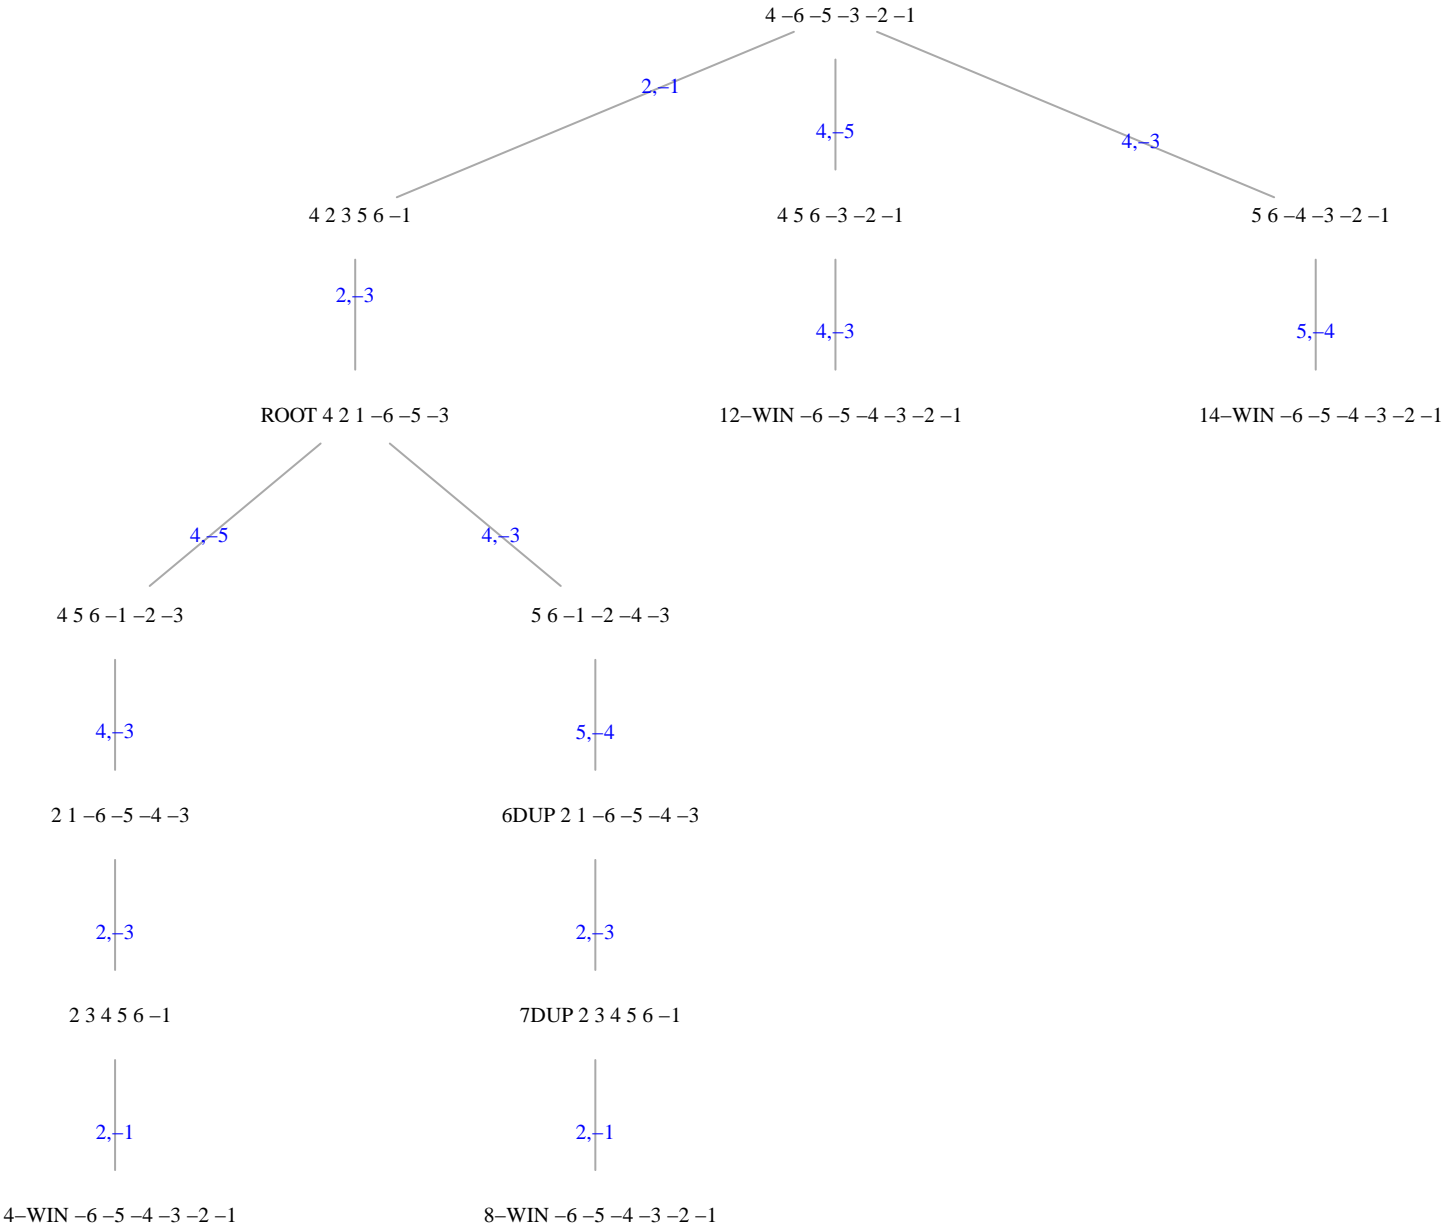 4 –6 –5 –3 –2 –1
2,–1
4,–5
4,–3
4 2 3 5 6 –1
4 5 6 –3 –2 –1
5 6 –4 –3 –2 –1
2,–3
4,–3
5,–4
ROOT 4 2 1 –6 –5 –3
12–WIN –6 –5 –4 –3 –2 –1
14–WIN –6 –5 –4 –3 –2 –1
4,–5
4,–3
4 5 6 –1 –2 –3
5 6 –1 –2 –4 –3
4,–3
5,–4
2 1 –6 –5 –4 –3
6DUP 2 1 –6 –5 –4 –3
2,–3
2,–3
2 3 4 5 6 –1
7DUP 2 3 4 5 6 –1
2,–1
2,–1
4–WIN –6 –5 –4 –3 –2 –1
8–WIN –6 –5 –4 –3 –2 –1